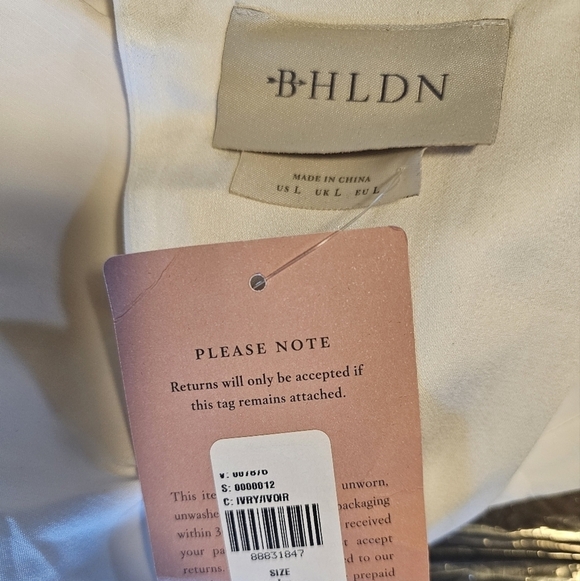 BHLDN
MADE IN CHINA
US L UK L EU L
PLEASE NOTE
Returns will only be accepted if
this tag remains attached.
S: 0000012
C: IVRY/IVOIR
88831847
SIZE
This ite unworn,
unwashe packaging
within 3 received
your pa accept
returns. ed to our
prepaid